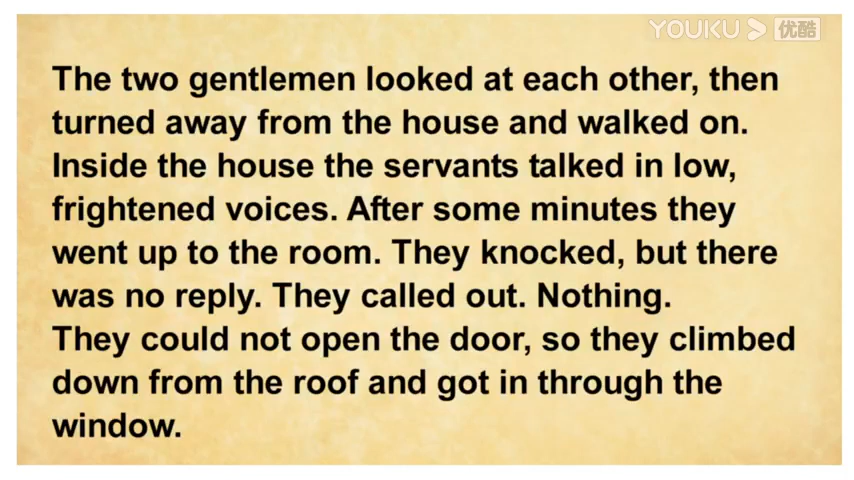 YOUKU 优酷
The two gentlemen looked at each other, then
turned away from the house and walked on.
Inside the house the servants talked in low,
frightened voices. After some minutes they
went up to the room. They knocked, but there
was no reply. They called out. Nothing.
They could not open the door, so they climbed
down from the roof and got in through the
window.